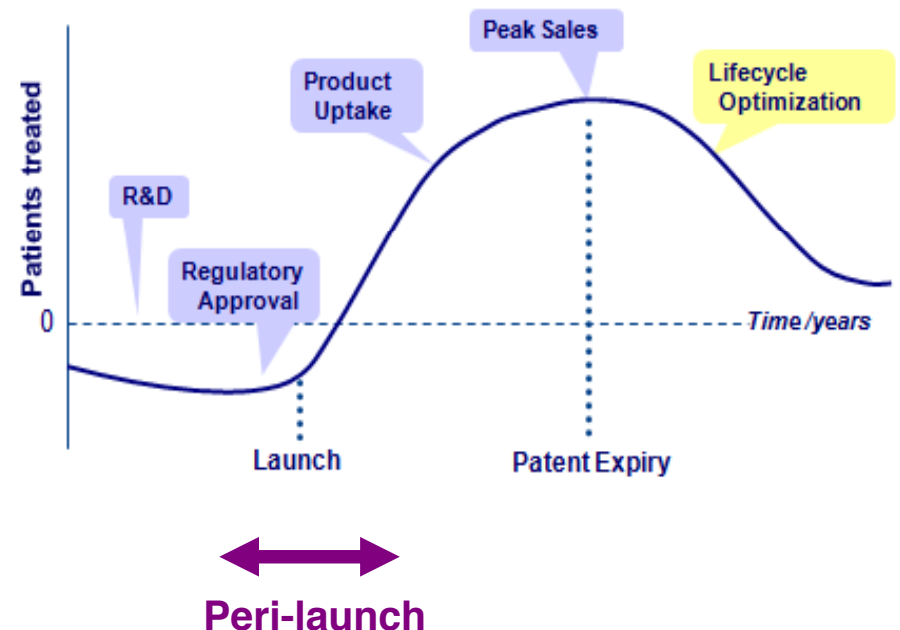 Peak Sales
Product
Uptake
Lifecycle
Optimization
Patients treated
R&D
Regulatory
Approval
0
Time/years
Launch
Patent Expiry
Peri-launch